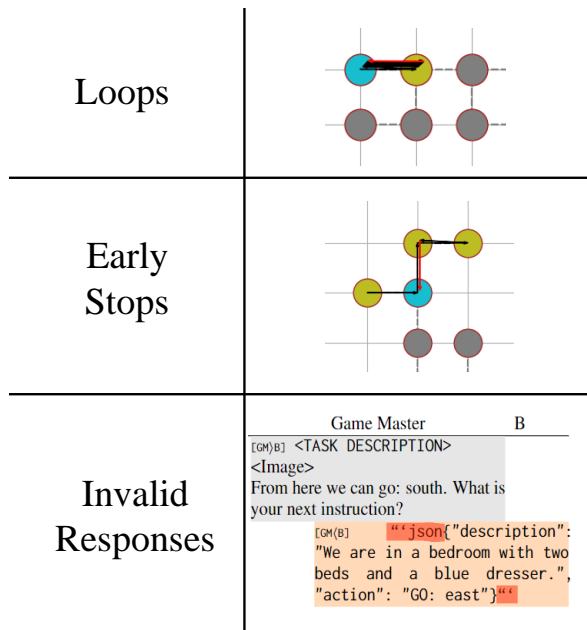 Loops
Early
Stops
Invalid
Responses
Game Master B
[GM⟩B] <TASK DESCRIPTION>
<Image>
From here we can go: south. What is
your next instruction?
[GM⟨B] “‘json{"description":
"We are in a bedroom with two
beds and a blue dresser.",
"action": "GO: east"}“‘